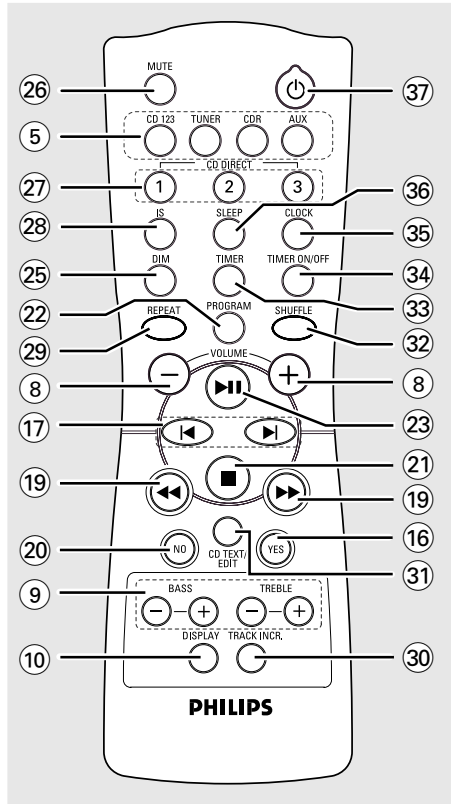 MUTE
26
37
CD 123 TUNER CDR AUX
5
CD DIRECT
27 1 2 3
36
IS SLEEP CLOCK
28
35
DIM TIMER TIMER ON/OFF
25
34
33
22 PROGRAM
REPEAT SHUFFLE
29
32
VOLUME
8 − + 8
23
17
21
19 19
20 NO CD TEXT/ YES 16
EDIT
31
9 BASS TREBLE
− + − +
DISPLAY TRACK INCR.
10 30
PHILIPS